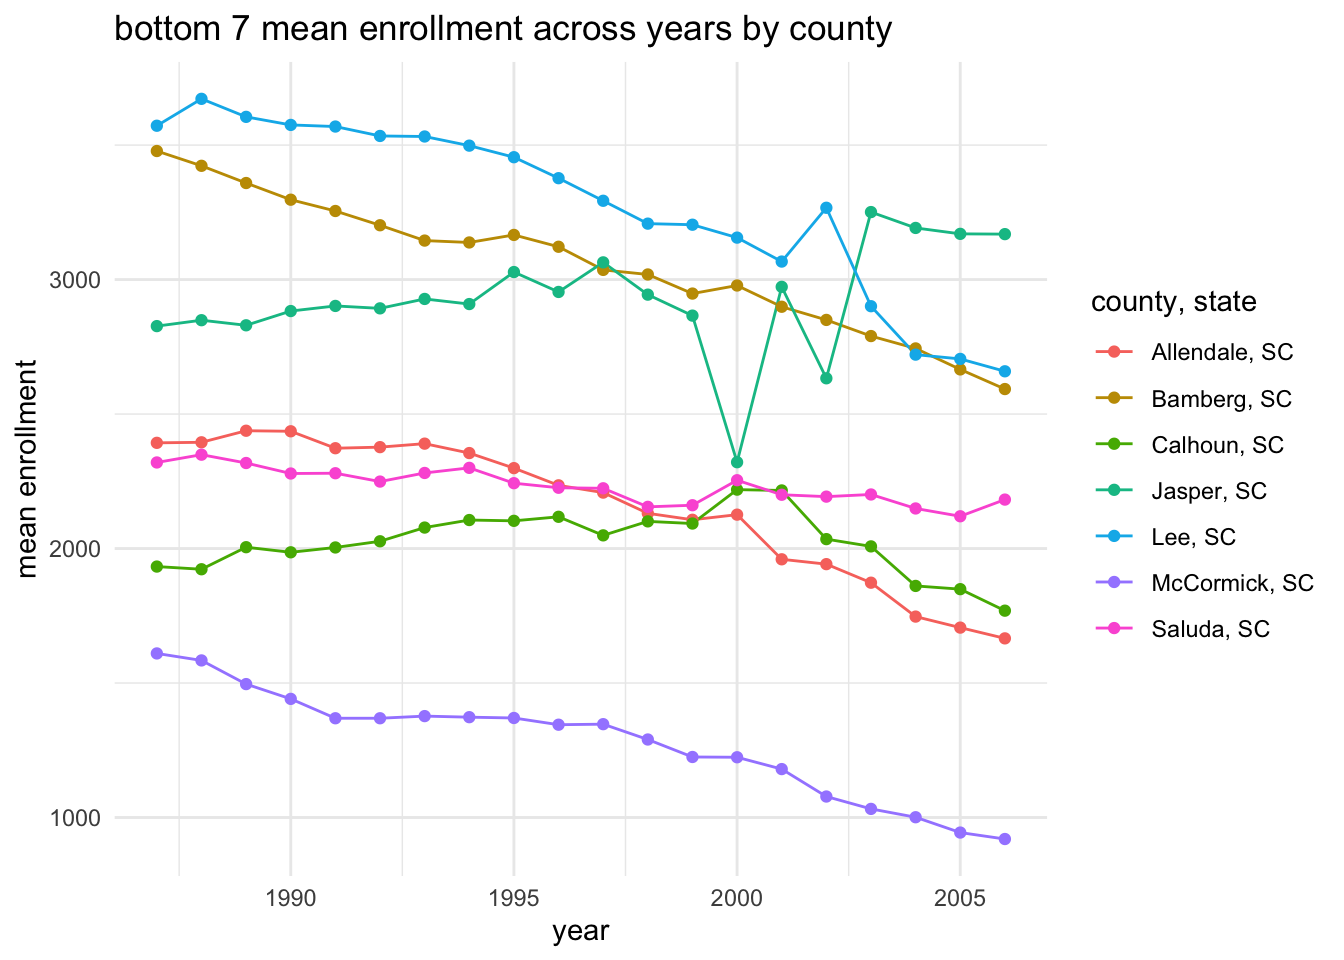 bottom 7 mean enrollment across years by county
mean enrollment
3000
2000
1000
1990
1995
2000
2005
year
county, state
Allendale, SC
Bamberg, SC
Calhoun, SC
Jasper, SC
Lee, SC
McCormick, SC
Saluda, SC